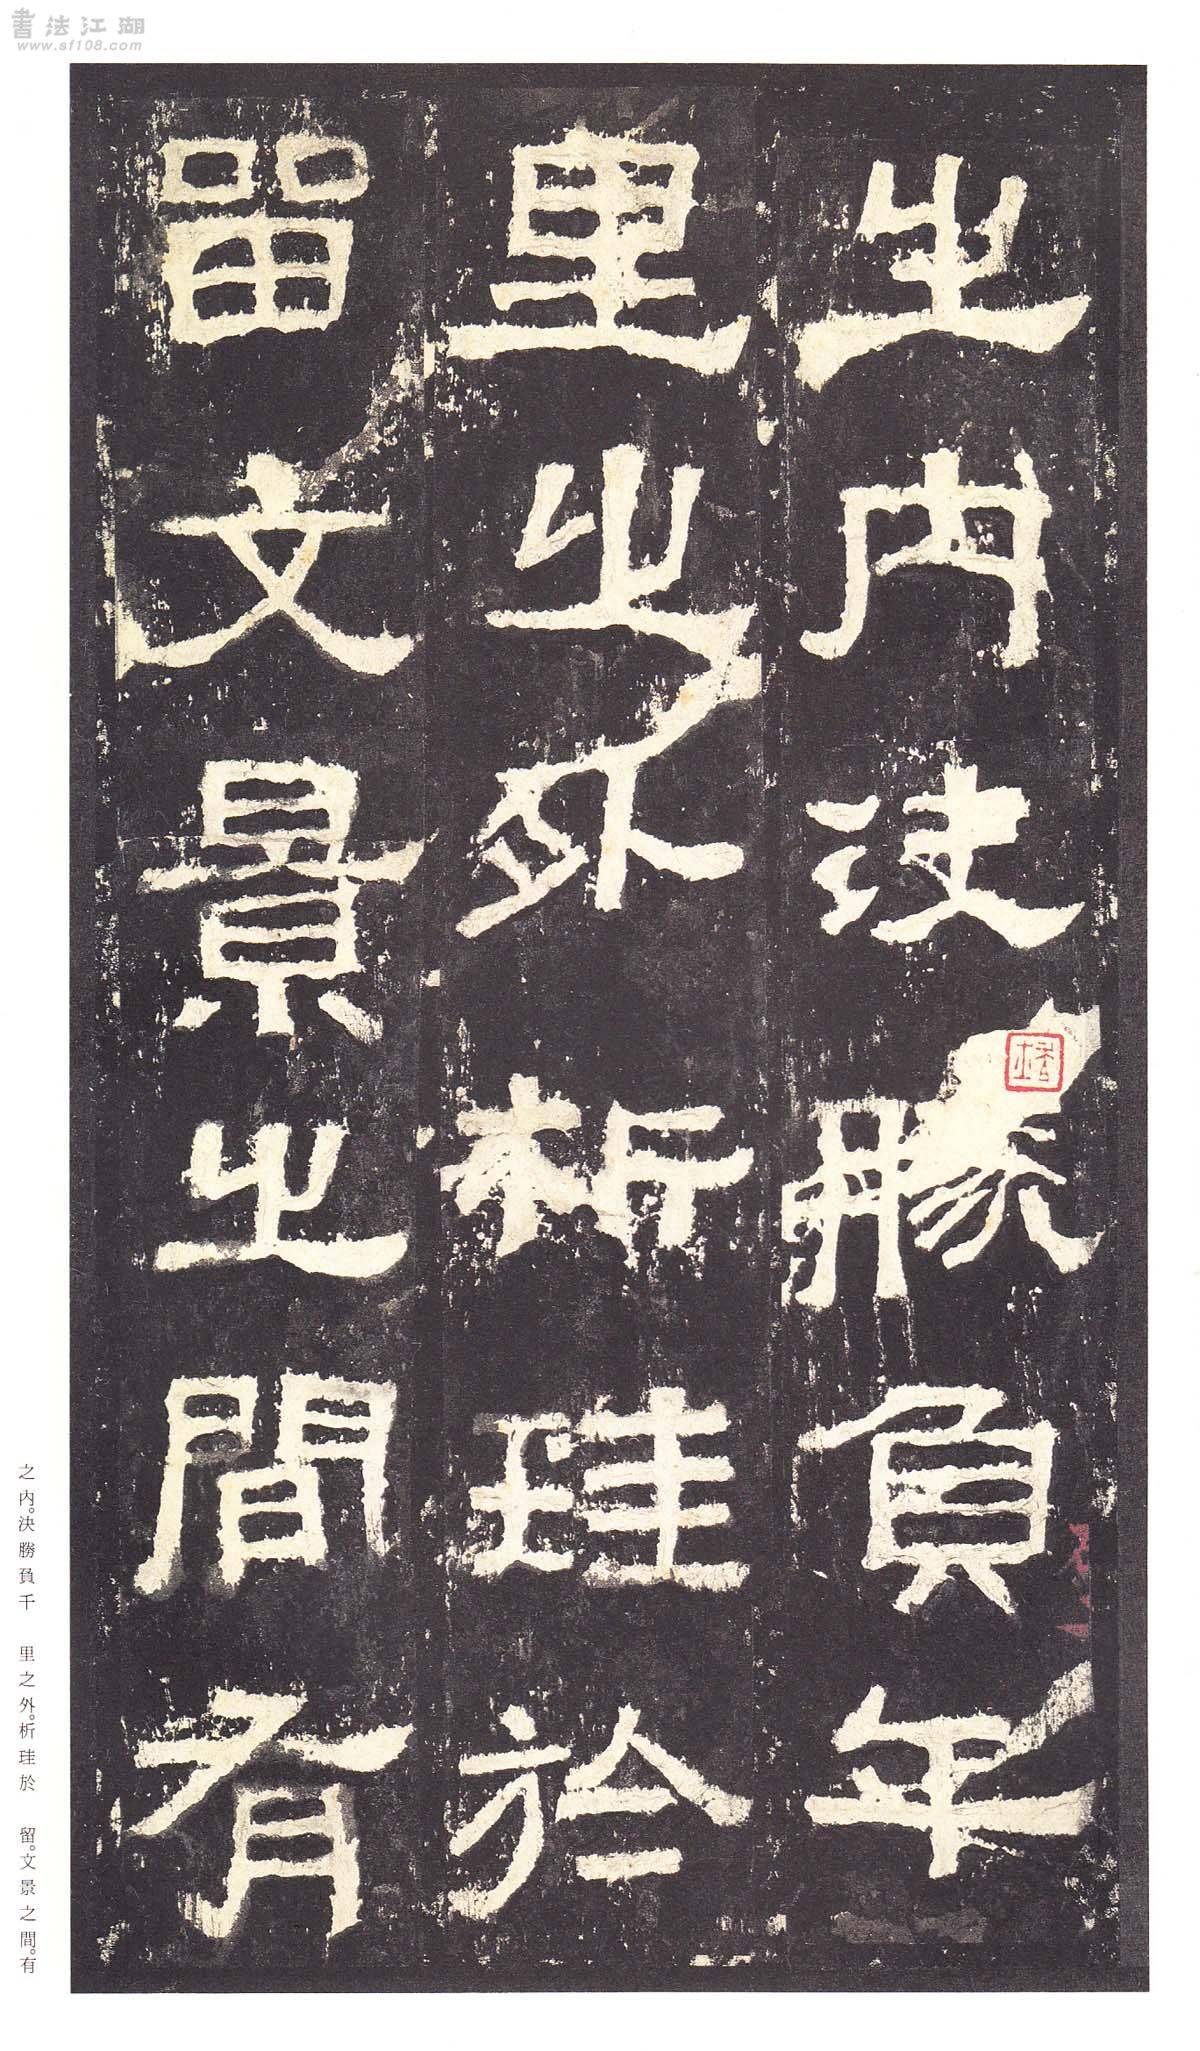 書法江湖
www.sf108.com
之內決勝負千
里之外析珪於
留文景之間有
之內。決勝負千 里之外。析珪於 留。文景之間。有